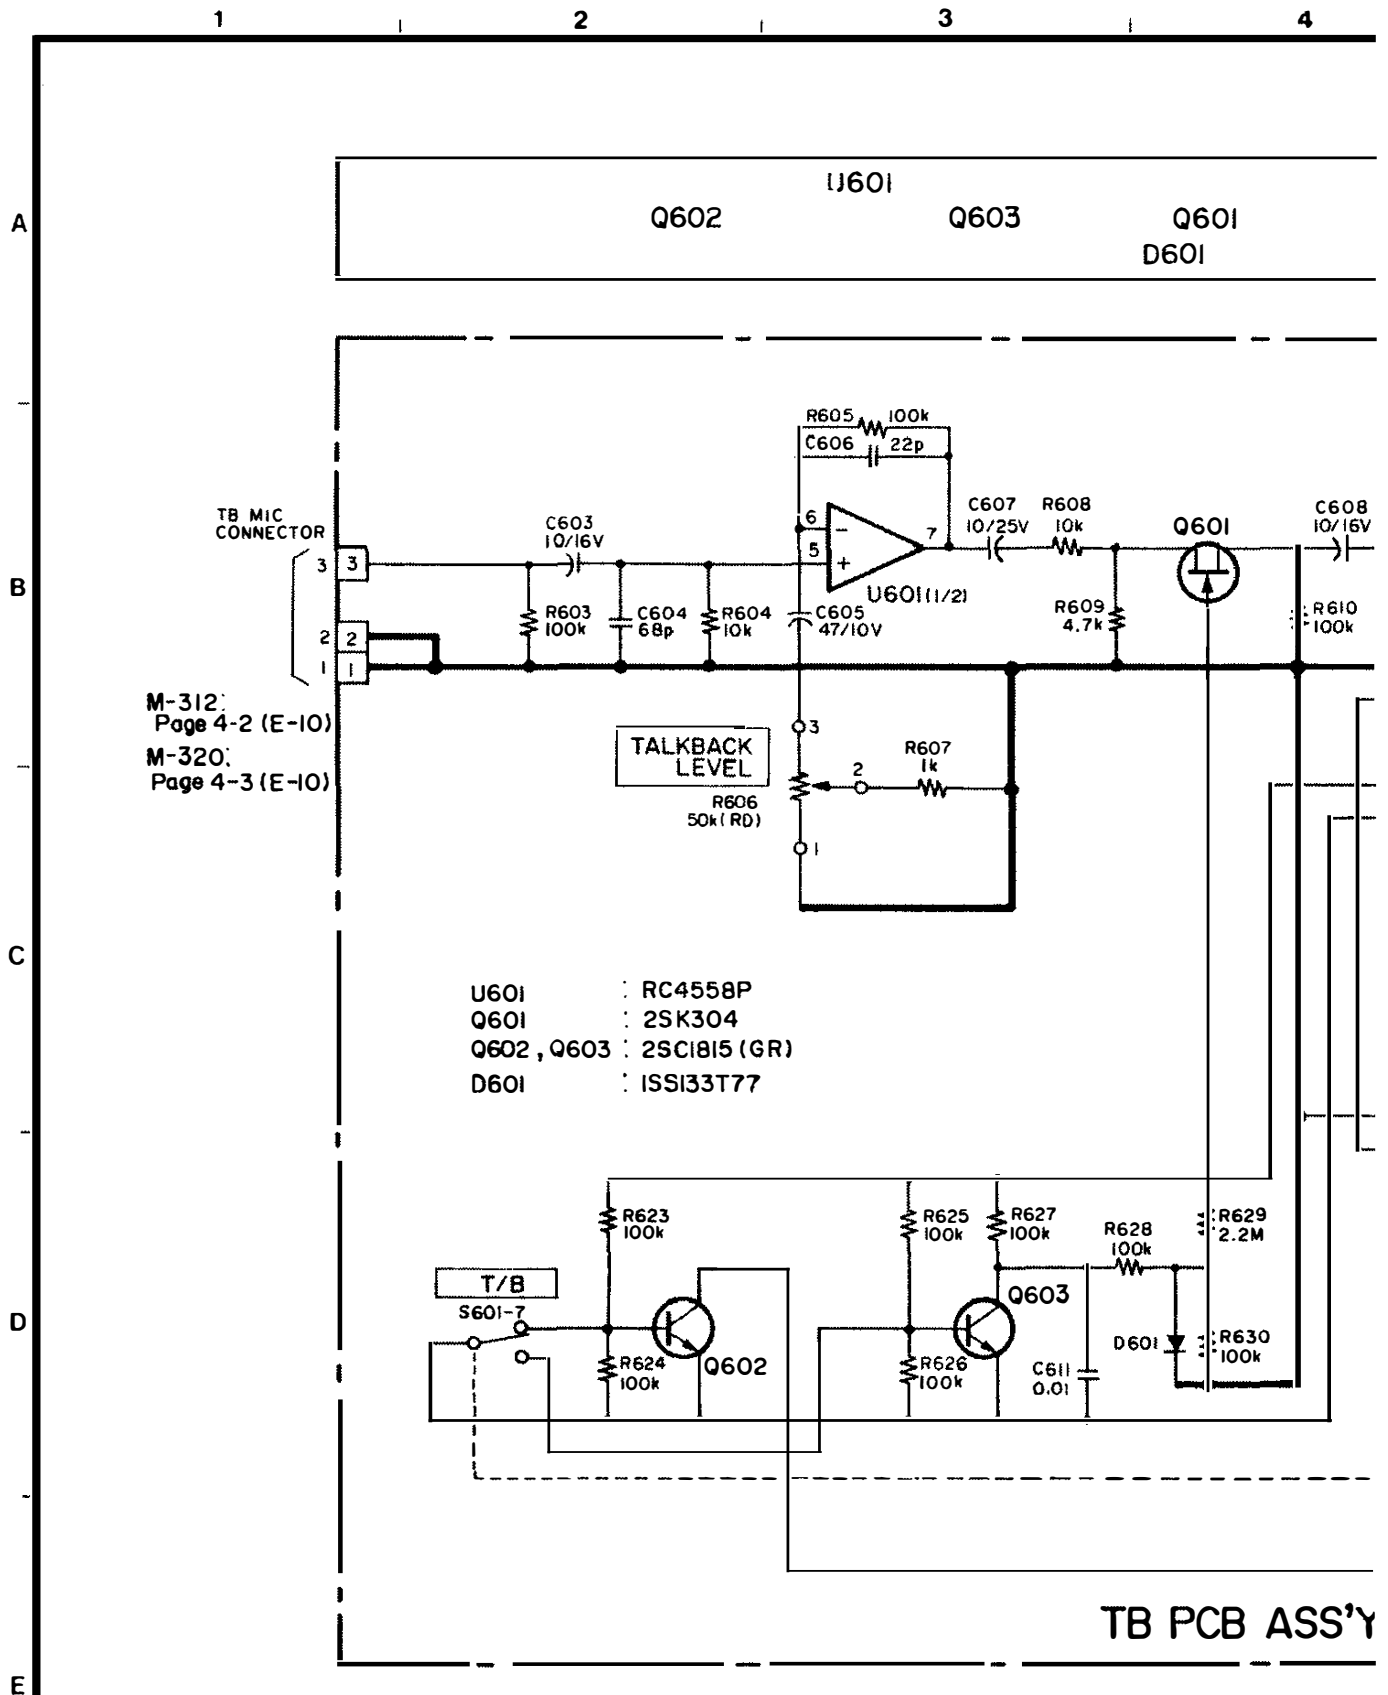 1 2 3 4
A
U601
Q602 Q603 Q601
D601
R605 100k
C606 22p
TB MIC
CONNECTOR
C603
10/16V
6
5
7
C607
10/25V
R608
10k
Q601
C608
10/16V
B
3 3
2 2
1 1
R603
100k
C604
68p
R604
10k
C605
47/10V
U601(1/2)
R609
4.7k
R610
100k
M-312:
Page 4-2 (E-10)
M-320:
Page 4-3 (E-10)
TALKBACK
LEVEL
R606
50k(RD)
3
2
1
R607
1k
C
U601 : RC4558P
Q601 : 2SK304
Q602, Q603 : 2SC1815 (GR)
D601 : 1SS133T77
R623
100k
R625
100k
R627
100k
R628
100k
R629
2.2M
T/B
S601-7
D
R624
100k
Q602
R626
100k
Q603
C611
0.01
D601
R630
100k
TB PCB ASS'Y
E